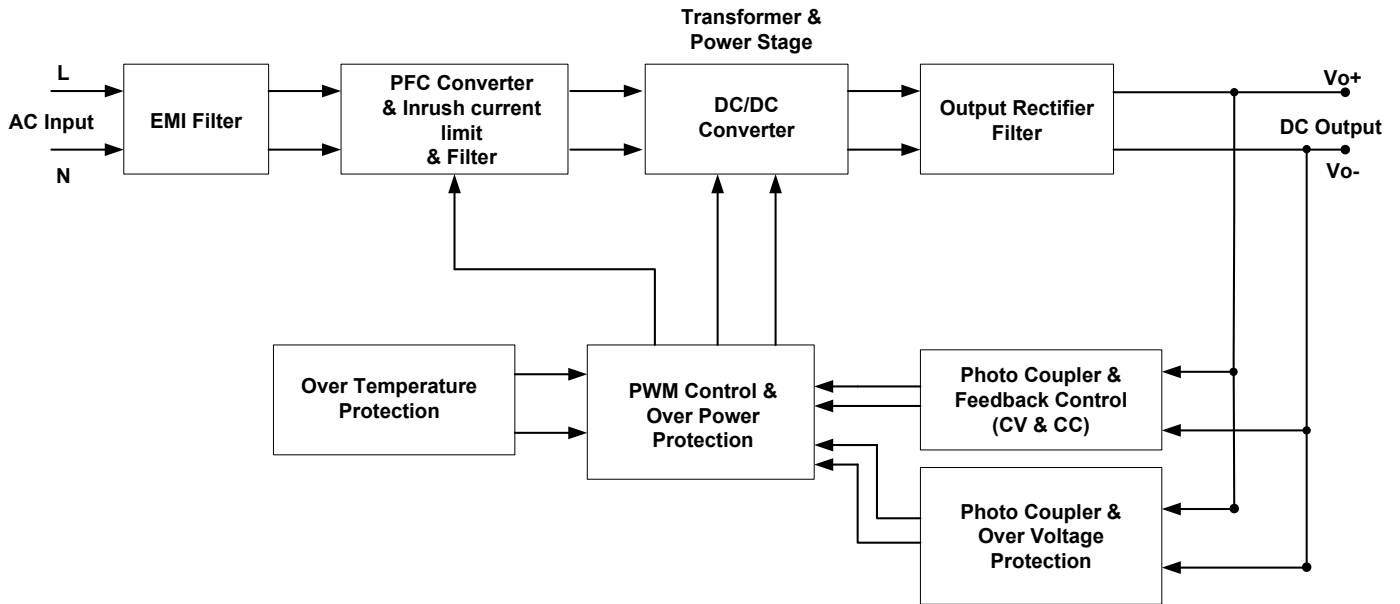 Transformer &
Power Stage
L
AC Input
N
EMI Filter
PFC Converter
& Inrush current
limit
& Filter
DC/DC
Converter
Output Rectifier
Filter
Vo+
DC Output
Vo-
Over Temperature
Protection
PWM Control &
Over Power
Protection
Photo Coupler &
Feedback Control
(CV & CC)
Photo Coupler &
Over Voltage
Protection